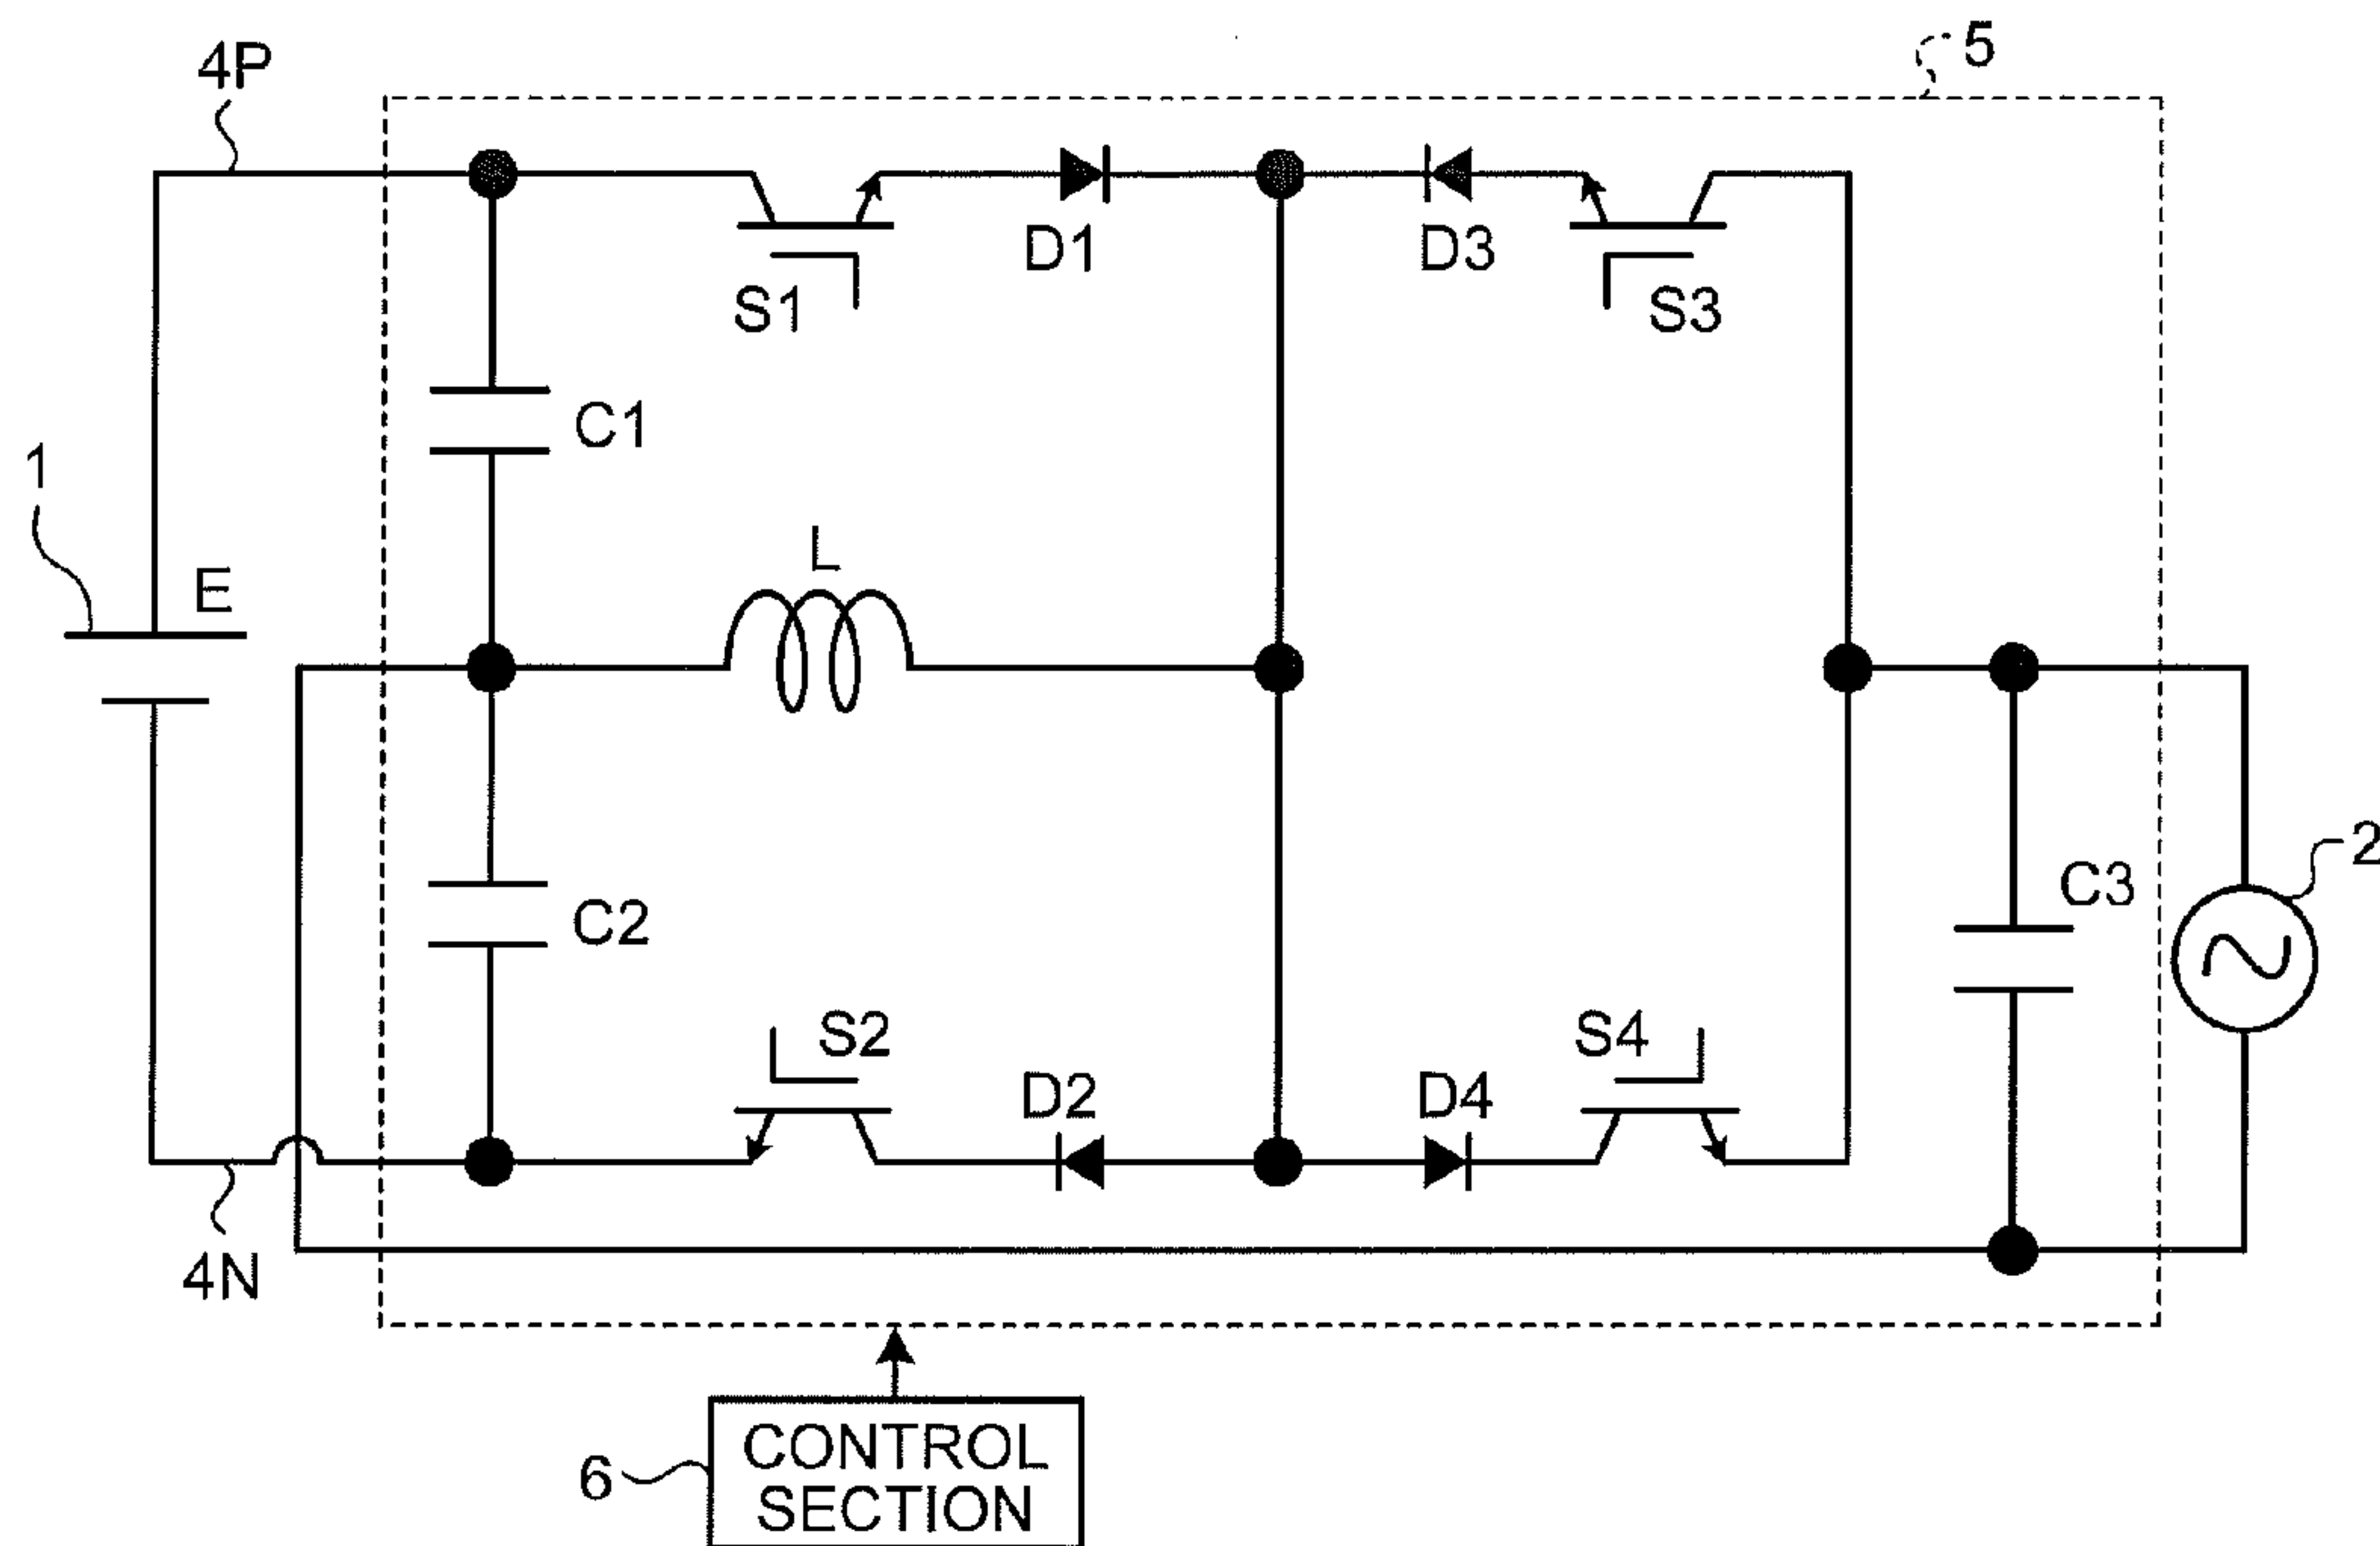 5
4P
D1
D3
S1
S3
C1
1
L
E
2
C3
C2
S2
S4
D2
D4
4N
CONTROL
SECTION
6